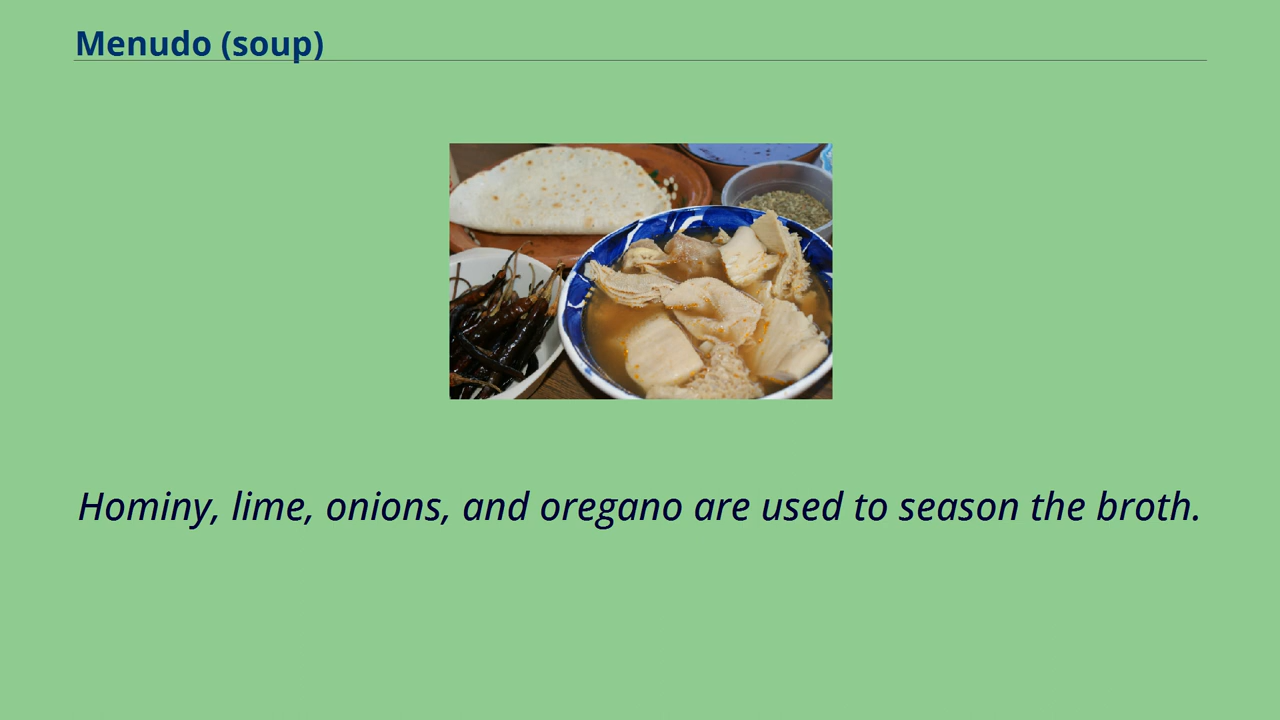 Menudo (soup)
Hominy, lime, onions, and oregano are used to season the broth.